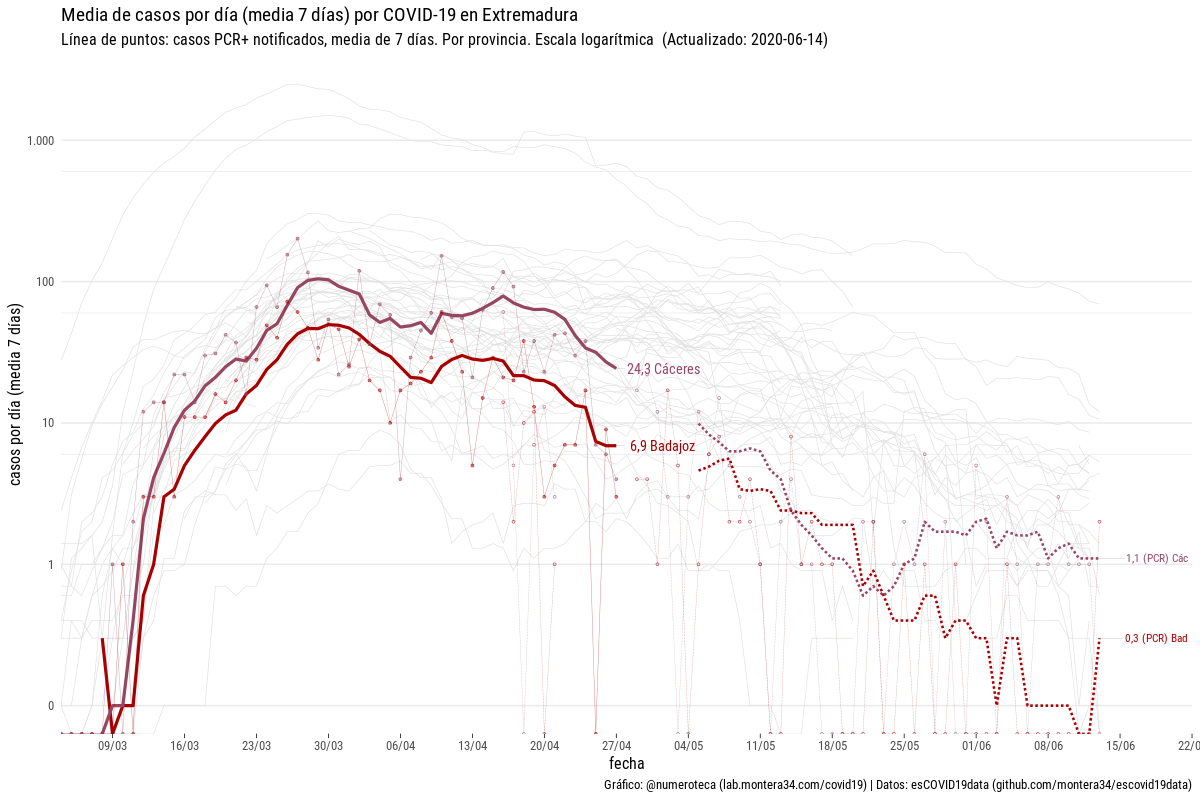 Media de casos por día (media 7 días) por COVID-19 en Extremadura
Línea de puntos: casos PCR+ notificados, media de 7 días. Por provincia. Escala logarítmica  (Actualizado: 2020-06-14)
casos por día (media 7 días)
1.000
100
10
1
0
24,3 Cáceres
6,9 Badajoz
1,1 (PCR) Các
0,3 (PCR) Bad
09/03 16/03 23/03 30/03 06/04 13/04 20/04 27/04 04/05 11/05 18/05 25/05 01/06 08/06 15/06 22/0
fecha
Gráfico: @numeroteca (lab.montera34.com/covid19) | Datos: esCOVID19data (github.com/montera34/escovid19data)